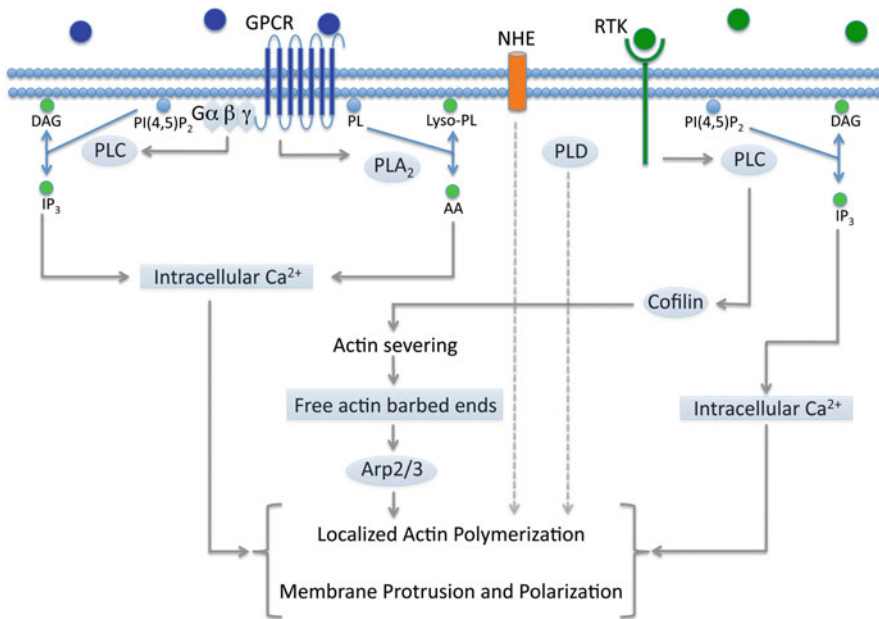 GPCR
NHE
RTK
DAG
PI(4,5)P₂
Gα β γ
PL
Lyso-PL
PI(4,5)P₂
DAG
PLC
PLA₂
PLD
PLC
IP₃
AA
IP₃
Intracellular Ca²⁺
Cofilin
Actin severing
Free actin barbed ends
Intracellular Ca²⁺
Arp2/3
Localized Actin Polymerization
Membrane Protrusion and Polarization